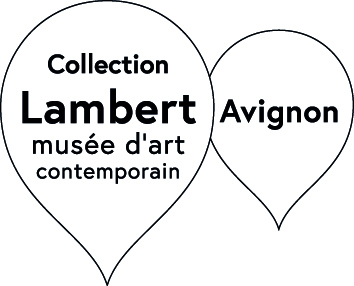 Collection
Lambert
musée d'art
contemporain
Avignon